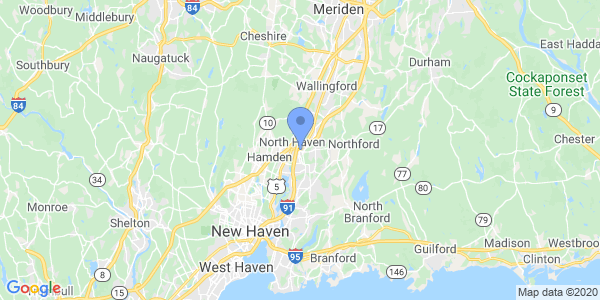 Woodbury
Middlebury
Meriden
84
Cheshire
East Hadda
Southbury
Naugatuck
Wallingford
Durham
Cockaponset
State Forest
84
9
10
17
North Haven
Northford
Chester
Hamden
34
5
77
80
Monroe
91
North
Branford
Shelton
79
New Haven
Madison
Westbroo
Guilford
95
Branford
Clinton
West Haven
146
8
1
15
Google
Map data ©2020